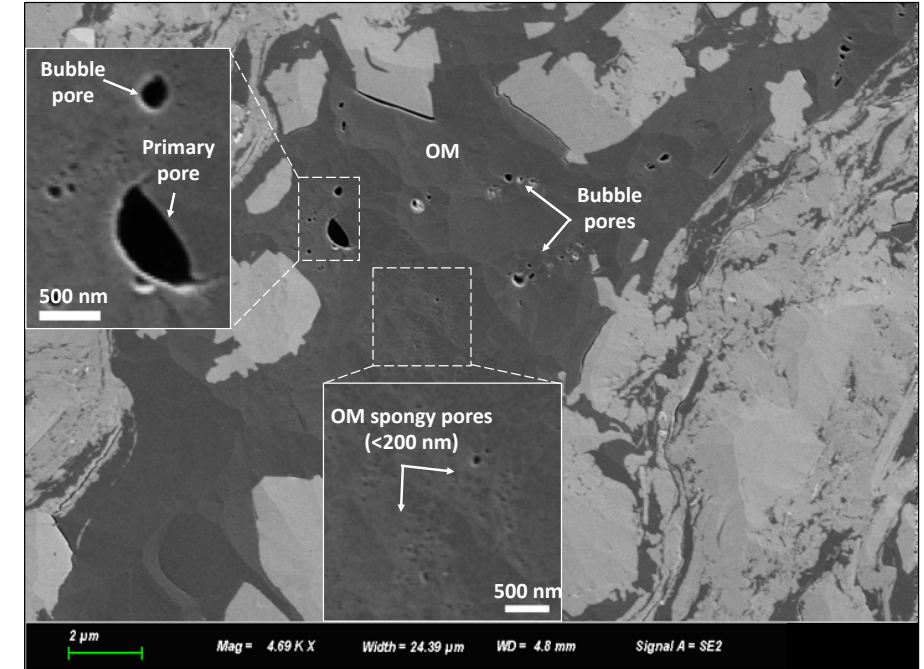 Bubble
pore
Primary
pore
500 nm
OM
Bubble
pores
OM spongy pores
(<200 nm)
500 nm
2 µm
Mag = 4.69 K X Width = 24.39 µm WD = 4.8 mm Signal A = SE2